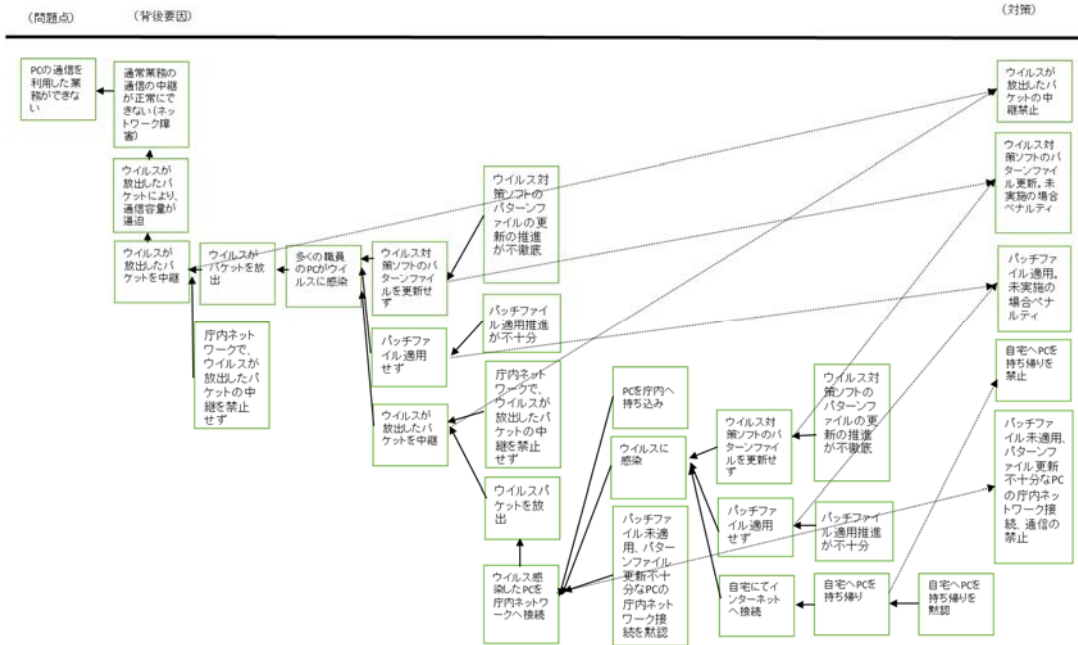 (問題点)
(背後要因)
(対策)
PCの通信を
利用した業
務ができな
い
通常業務の
通信の中継
が正常にで
きない(ネッ
トワーク障
害)
ウイルスが
放出したパ
ケットにより、
通信容量が
逼迫
ウイルスが
放出したパ
ケットを中継
ウイルスが
パケットを放
出
多くの職員
のPCがウイ
ルスに感染
ウイルス対
策ソフトのパ
ターンファイ
ルを更新せ
ず
ウイルス対
策ソフトの
パターンフ
ァイルの更
新の推進
が不徹底
庁内ネット
ワークで、
ウイルスが
放出したパ
ケットの中
継を禁止
せず
パッチファ
イル適用
せず
パッチファイ
ル適用推進
が不十分
ウイルスが
放出したパ
ケットを中継
庁内ネット
ワークで、ウ
イルスが放
出したパケッ
トの中継を
禁止せず
ウイルスパ
ケットを放
出
ウイルス感
染したPCを
庁内ネットワ
ークへ接続
PCを庁内へ
持ち込み
ウイルスに
感染
パッチファイ
ル未適用、パ
ターンファイル
更新不十
分なPCの
庁内ネット
ワーク接
続を黙認
ウイルス対
策ソフトのパ
ターンファイ
ルを更新せ
ず
ウイルス対
策ソフトのパ
ターンファイ
ルの更新の推進
が不徹底
パッチファイ
ル適用
せず
パッチファイ
ル適用推進
が不十分
自宅にてイ
ンターネット
へ接続
自宅へPCを
持ち帰り
自宅へPCを
持ち帰りを
黙認
ウイルスが
放出したパ
ケットの中
継禁止
ウイルス対
策ソフトのパ
ターンファイ
ル更新。未
実施の場合
ペナルティ
パッチファ
イル適用。
未実施の
場合ペナ
ルティ
自宅へPCを
持ち帰りを
禁止
パッチファイ
ル未適用、
パターンファ
イル更新
不十分なPC
の庁内ネッ
トワーク接
続、通信の
禁止